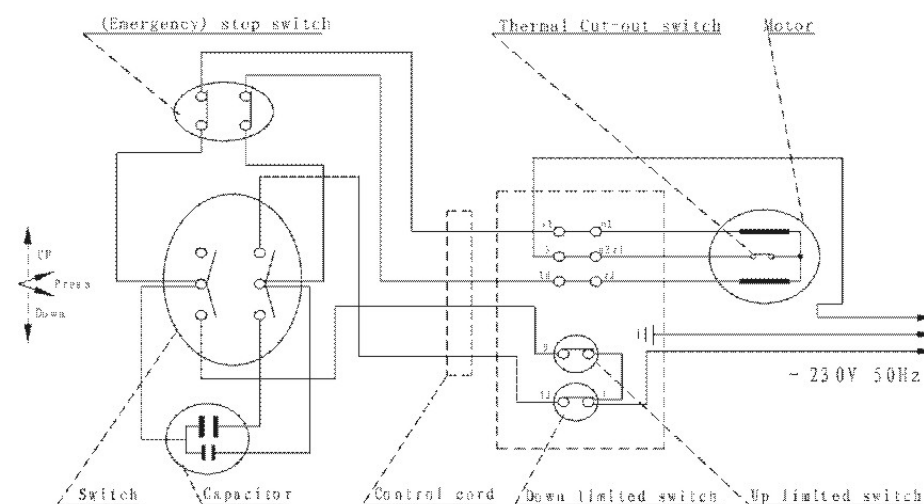 (Emergency) stop switch
Thermal Cut-out switch
Motor
UP
Press
Down
~ 230V 50Hz
Switch
Capacitor
Control cord
Down limited switch
Up limited switch